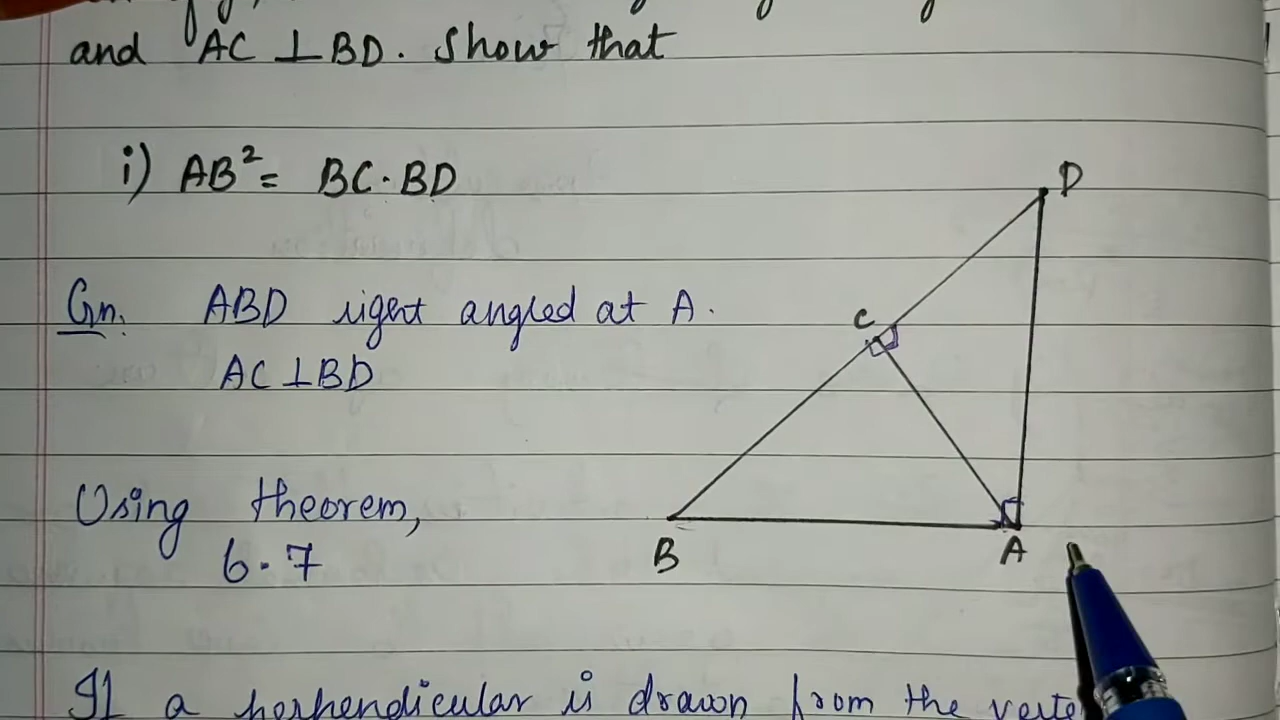 and AC ⊥ BD. Show that
i) AB² = BC·BD
D
Gn. ABD right angled at A.
C
AC ⊥ BD
Using theorem,
6.7
B
A
If a perpendicular is drawn from the